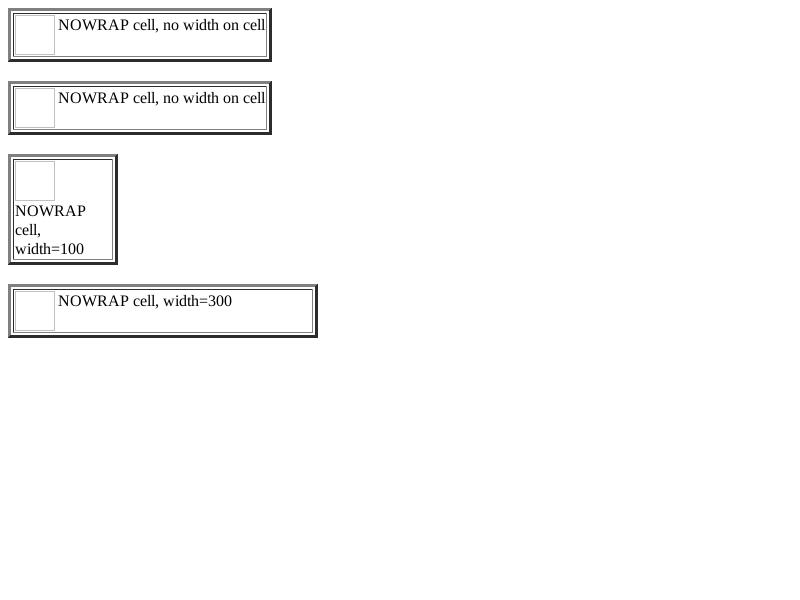 NOWRAP cell, no width on cell
NOWRAP cell, no width on cell
NOWRAP
cell,
width=100
NOWRAP cell, width=300